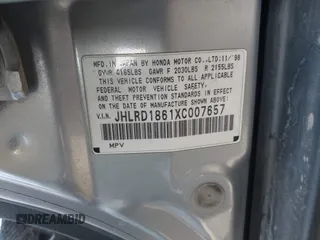 MFD. IN JAPAN BY HONDA MOTOR CO.,LTD:11/'98
GVWR 4165LBS GAWR F 2030LBS R 2155LBS
THIS VEHICLE CONFORMS TO ALL APPLICABLE
FEDERAL MOTOR VEHICLE SAFETY,
AND THEFT PREVENTION STANDARDS IN EFFECT
ON THE DATE OF MANUFACTURE SHOWN ABOVE.
V.I.N. JHLRD1861XC007657
MPV
DREAMBID